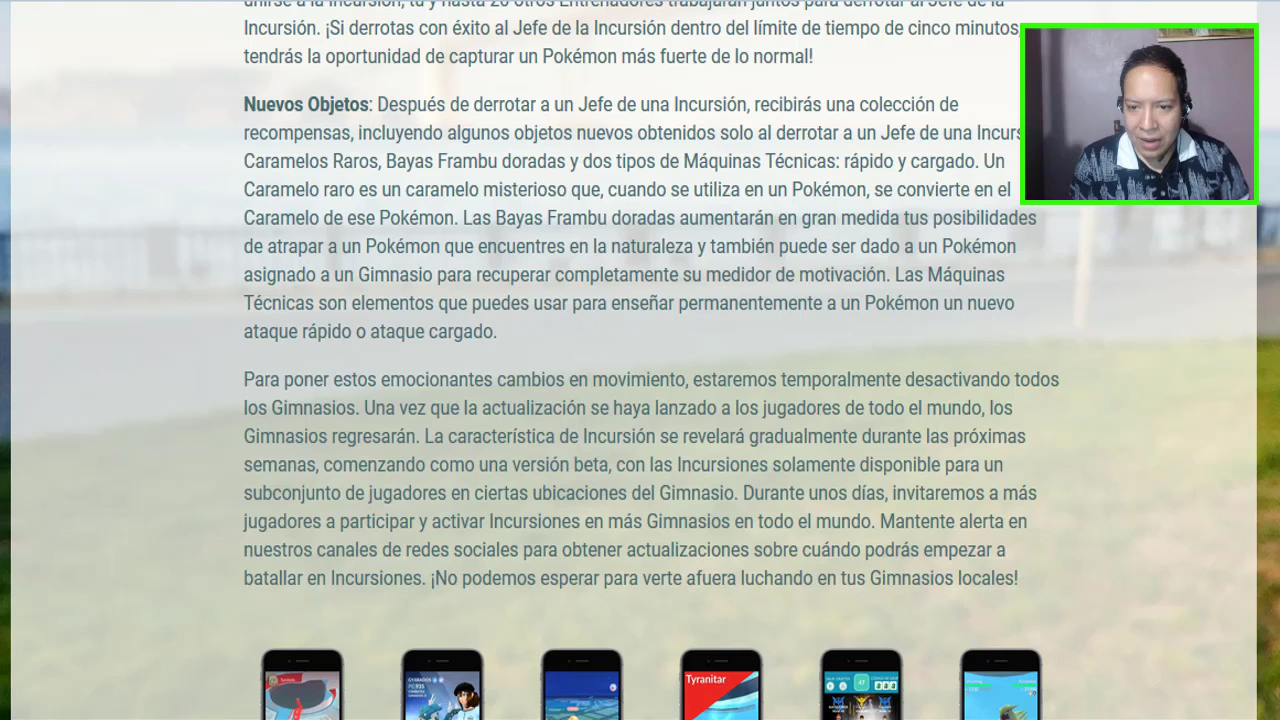 Incursión. ¡Si derrotas con éxito al Jefe de la Incursión dentro del límite de tiempo de cinco minutos,
tendrás la oportunidad de capturar un Pokémon más fuerte de lo normal!
Nuevos Objetos: Después de derrotar a un Jefe de una Incursión, recibirás una colección de
recompensas, incluyendo algunos objetos nuevos obtenidos solo al derrotar a un Jefe de una Incurs
Caramelos Raros, Bayas Frambu doradas y dos tipos de Máquinas Técnicas: rápido y cargado. Un
Caramelo raro es un caramelo misterioso que, cuando se utiliza en un Pokémon, se convierte en el
Caramelo de ese Pokémon. Las Bayas Frambu doradas aumentarán en gran medida tus posibilidades
de atrapar a un Pokémon que encuentres en la naturaleza y también puede ser dado a un Pokémon
asignado a un Gimnasio para recuperar completamente su medidor de motivación. Las Máquinas
Técnicas son elementos que puedes usar para enseñar permanentemente a un Pokémon un nuevo
ataque rápido o ataque cargado.
Para poner estos emocionantes cambios en movimiento, estaremos temporalmente desactivando todos
los Gimnasios. Una vez que la actualización se haya lanzado a los jugadores de todo el mundo, los
Gimnasios regresarán. La característica de Incursión se revelará gradualmente durante las próximas
semanas, comenzando como una versión beta, con las Incursiones solamente disponible para un
subconjunto de jugadores en ciertas ubicaciones del Gimnasio. Durante unos días, invitaremos a más
jugadores a participar y activar Incursiones en más Gimnasios en todo el mundo. Mantente alerta en
nuestros canales de redes sociales para obtener actualizaciones sobre cuándo podrás empezar a
batallar en Incursiones. ¡No podemos esperar para verte afuera luchando en tus Gimnasios locales!
GYARADOS
Tyranitar